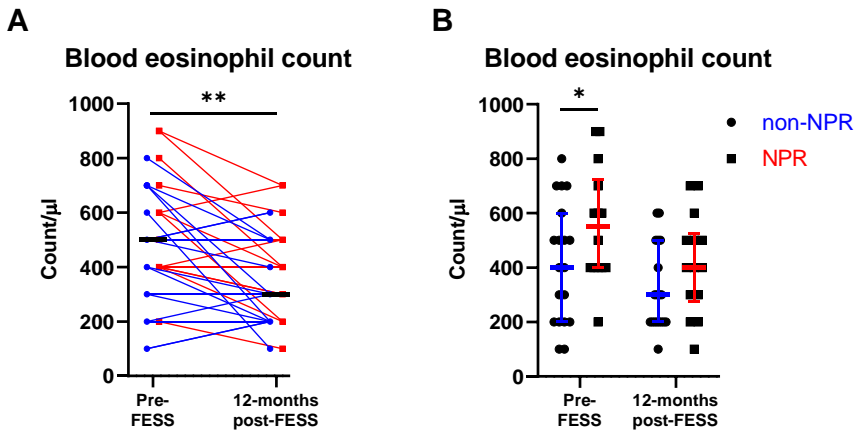 A
Blood eosinophil count
**
1000
800
600
400
200
0
Count/µl
Pre-
FESS
12-months
post-FESS
B
Blood eosinophil count
*
1000
800
600
400
200
0
Count/µl
Pre-
FESS
12-months
post-FESS
non-NPR
NPR